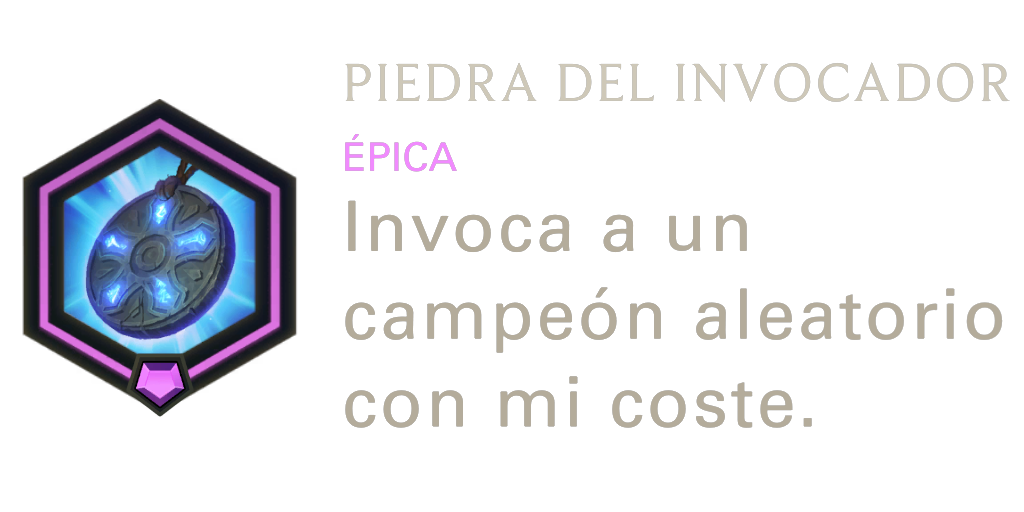 PIEDRA DEL INVOCADOR
ÉPICA
Invoca a un
campeón aleatorio
con mi coste.